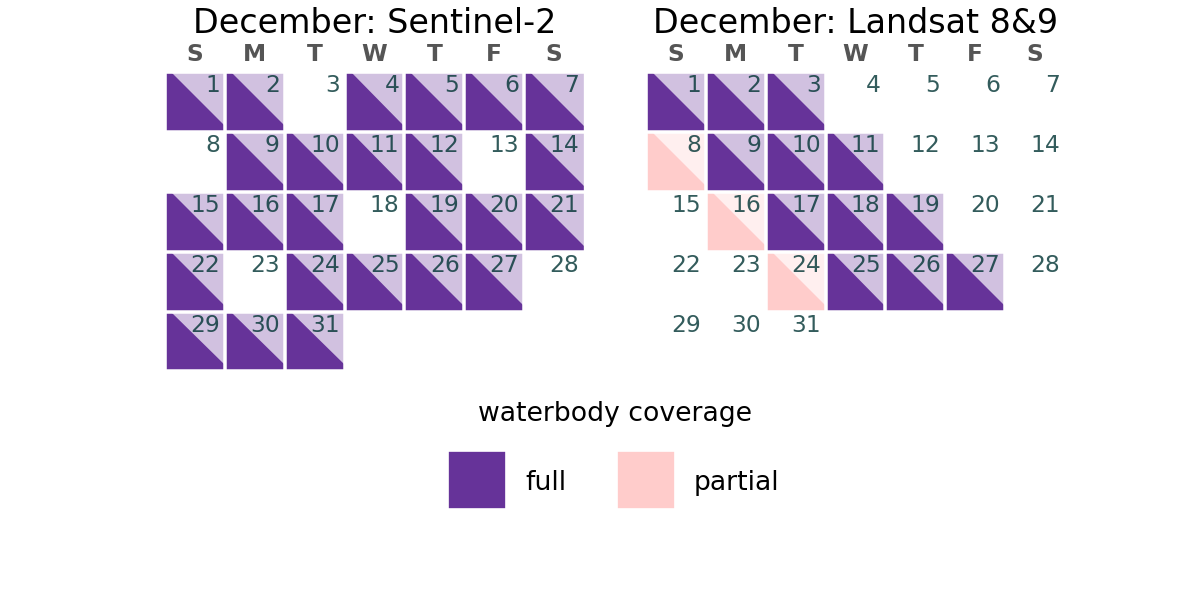 December: Sentinel-2
S M T W T F S
1 2 3 4 5 6 7
8 9 10 11 12 13 14
15 16 17 18 19 20 21
22 23 24 25 26 27 28
29 30 31
December: Landsat 8&9
S M T W T F S
1 2 3 4 5 6 7
8 9 10 11 12 13 14
15 16 17 18 19 20 21
22 23 24 25 26 27 28
29 30 31
waterbody coverage
full
partial